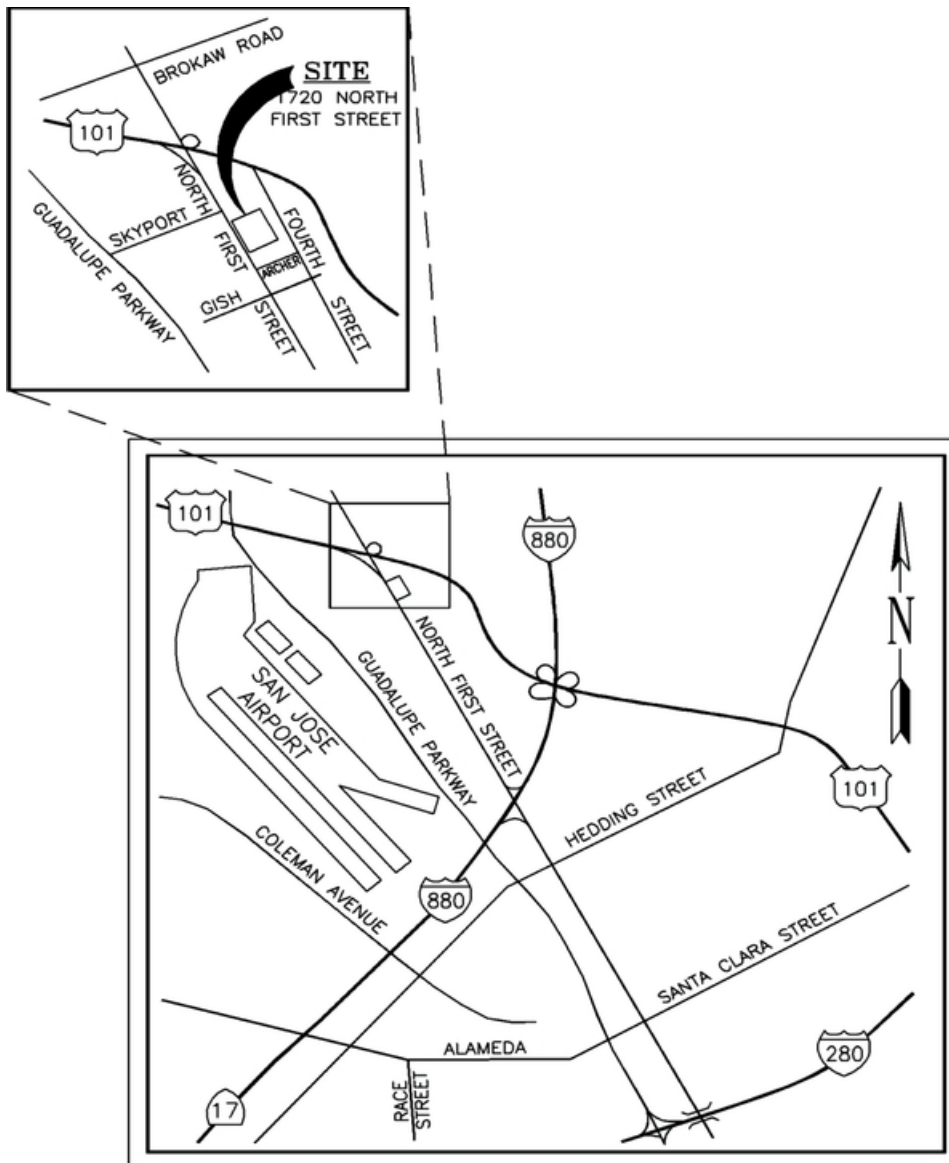 BROKAW ROAD
SITE
1720 NORTH
FIRST STREET
101
NORTH
FIRST
STREET
SKYPORT
FOURTH
STREET
ARCHER
GISH
GUADALUPE PARKWAY
101
880
N
NORTH FIRST STREET
GUADALUPE PARKWAY
SAN JOSE
AIRPORT
101
HEDDING STREET
COLEMAN AVENUE
880
SANTA CLARA STREET
ALAMEDA
280
RACE
STREET
17